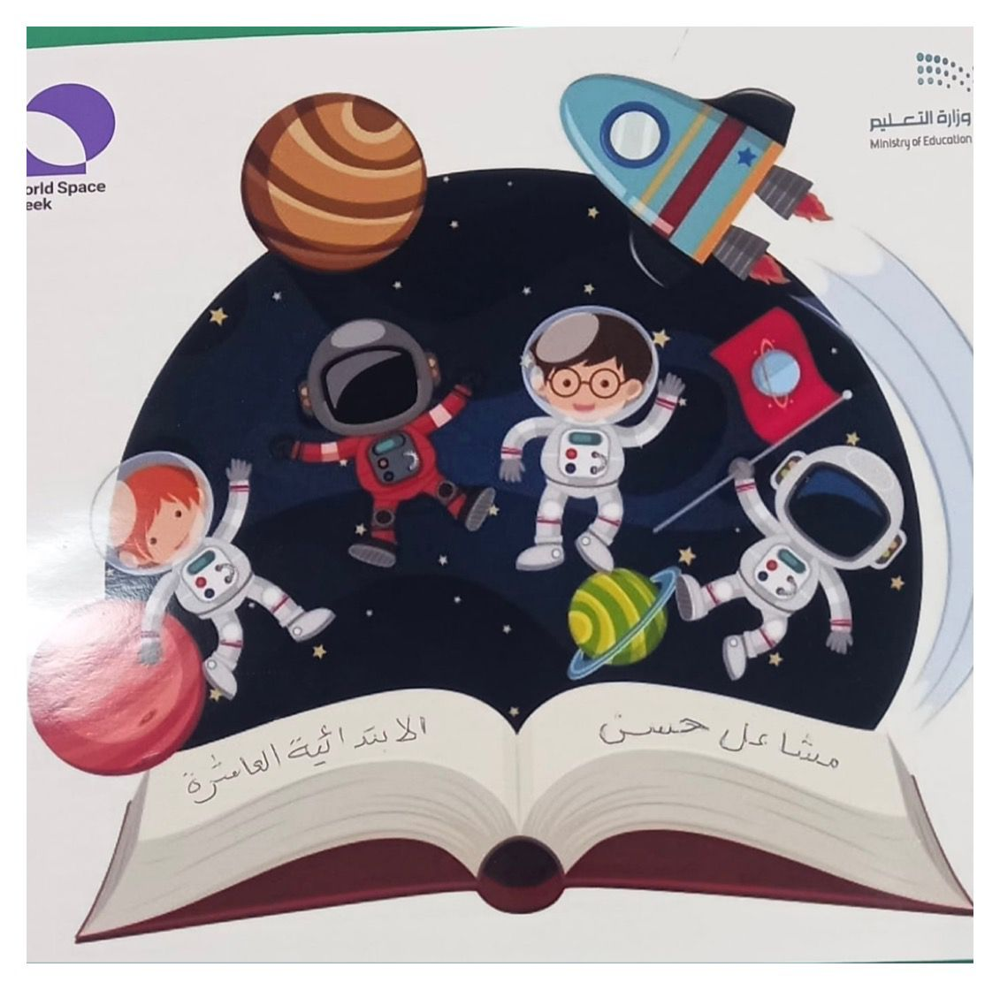 orld Space
eek
وزارة التعليم
Ministry of Education
مشاعل حسن
الابتدائية العاشرة